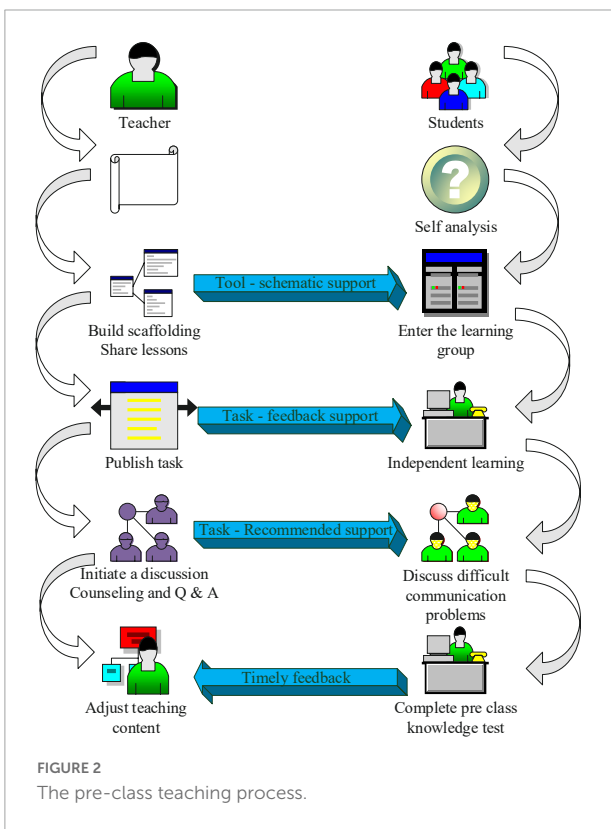 Teacher
Students
?
Self analysis
Tool - schematic support
Build scaffolding
Share lessons
Enter the learning
group
Task - feedback support
Publish task
Independent learning
Task - Recommended support
Initiate a discussion
Counseling and Q & A
Discuss difficult
communication
problems
Timely feedback
Adjust teaching
content
Complete pre class
knowledge test
FIGURE 2
The pre-class teaching process.